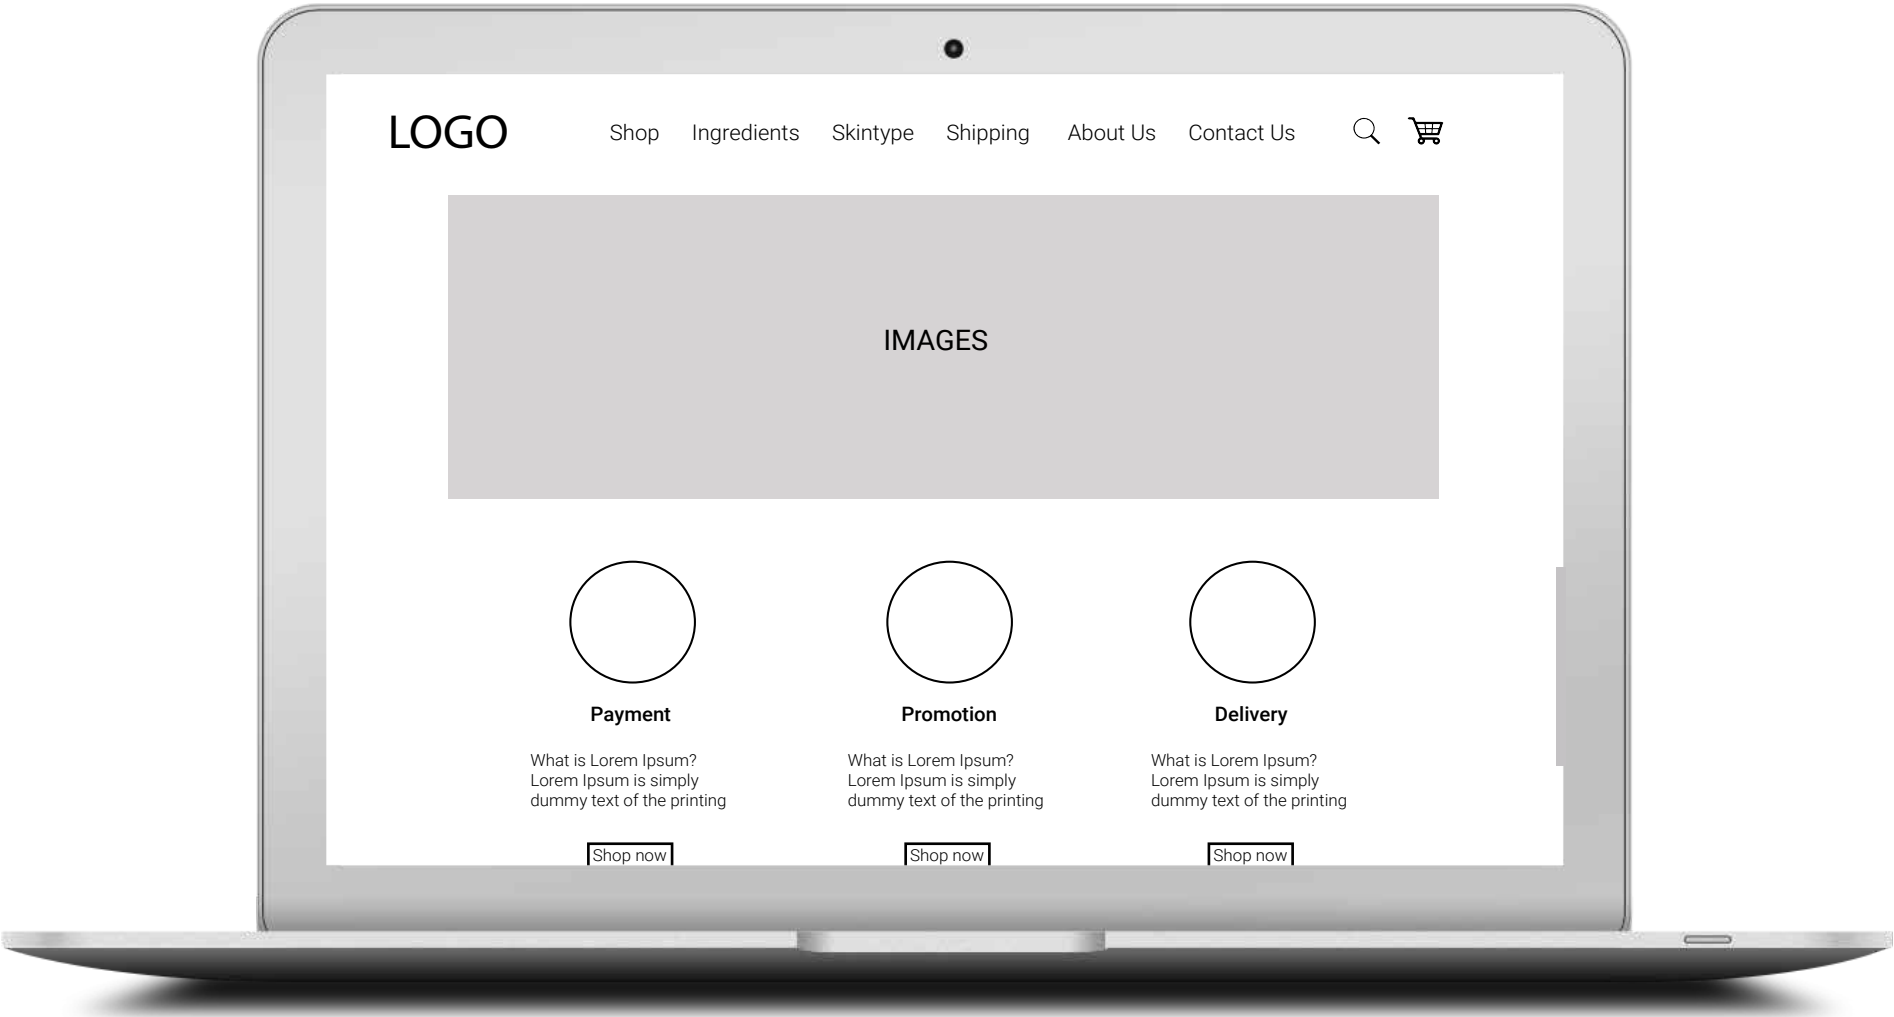 LOGO
Shop Ingredients Skintype Shipping About Us Contact Us
IMAGES
Payment
What is Lorem Ipsum?
Lorem Ipsum is simply
dummy text of the printing
Shop now
Promotion
What is Lorem Ipsum?
Lorem Ipsum is simply
dummy text of the printing
Shop now
Delivery
What is Lorem Ipsum?
Lorem Ipsum is simply
dummy text of the printing
Shop now